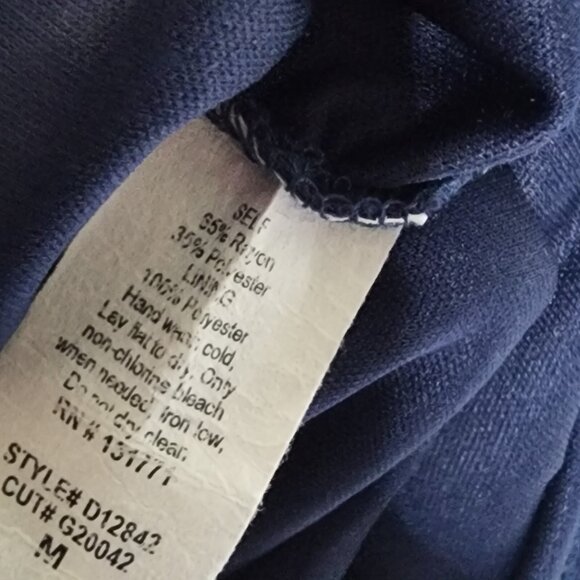 SELF
65% Rayon
35% Polyester
LINING
100% Polyester
Hand wash cold,
Lay flat to dry. Only
non-chlorine bleach
when needed. Iron low,
Do not dry clean
RN # 131771
STYLE# D12842
CUT# G20042
M